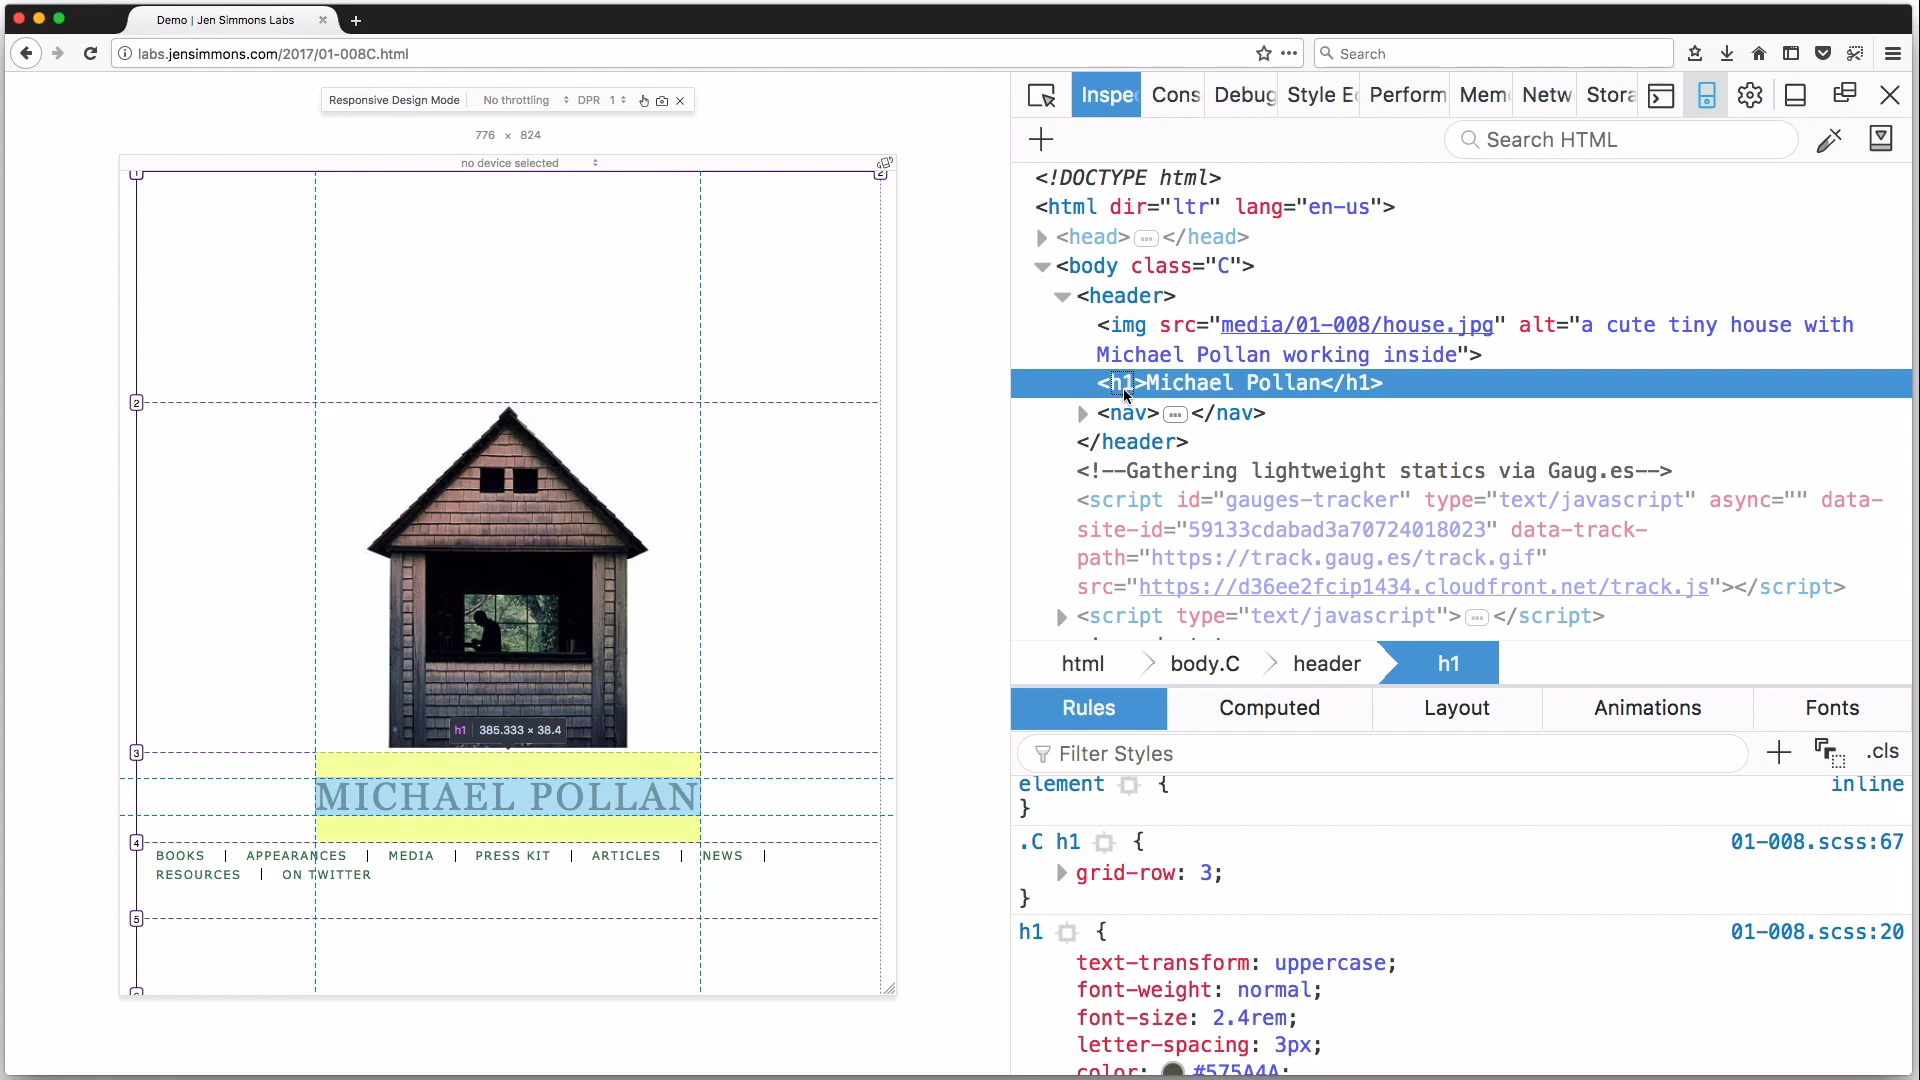 Demo | Jen Simmons Labs
labs.jensimmons.com/2017/01-008C.html
Search
Responsive Design Mode
No throttling
DPR 1
776 × 824
no device selected
1
2
2
BOOKS | APPEARANCES | MEDIA | PRESS KIT | ARTICLES | NEWS |
RESOURCES | ON TWITTER
3
h1 385.333 × 38.4
MICHAEL POLLAN
4
5
Inspe
Cons
Debug
Style E
Perform
Mem
Netw
Stora
Search HTML
<!DOCTYPE html>
<html dir="ltr" lang="en-us">
<head>…</head>
<body class="C">
<header>
<img src="media/01-008/house.jpg" alt="a cute tiny house with
Michael Pollan working inside">
<h1>Michael Pollan</h1>
<nav>…</nav>
</header>
<!--Gathering lightweight statics via Gaug.es-->
<script id="gauges-tracker" type="text/javascript" async="" data-
site-id="59133cdabad3a70724018023" data-track-
path="https://track.gaug.es/track.gif"
src="https://d36ee2fcip1434.cloudfront.net/track.js"></script>
<script type="text/javascript">…</script>
html
body.C
header
h1
Rules
Computed
Layout
Animations
Fonts
Filter Styles
.cls
element {
inline
}
.C h1 {
01-008.scss:67
grid-row: 3;
}
h1 {
01-008.scss:20
text-transform: uppercase;
font-weight: normal;
font-size: 2.4rem;
letter-spacing: 3px;
color: #575A4A;